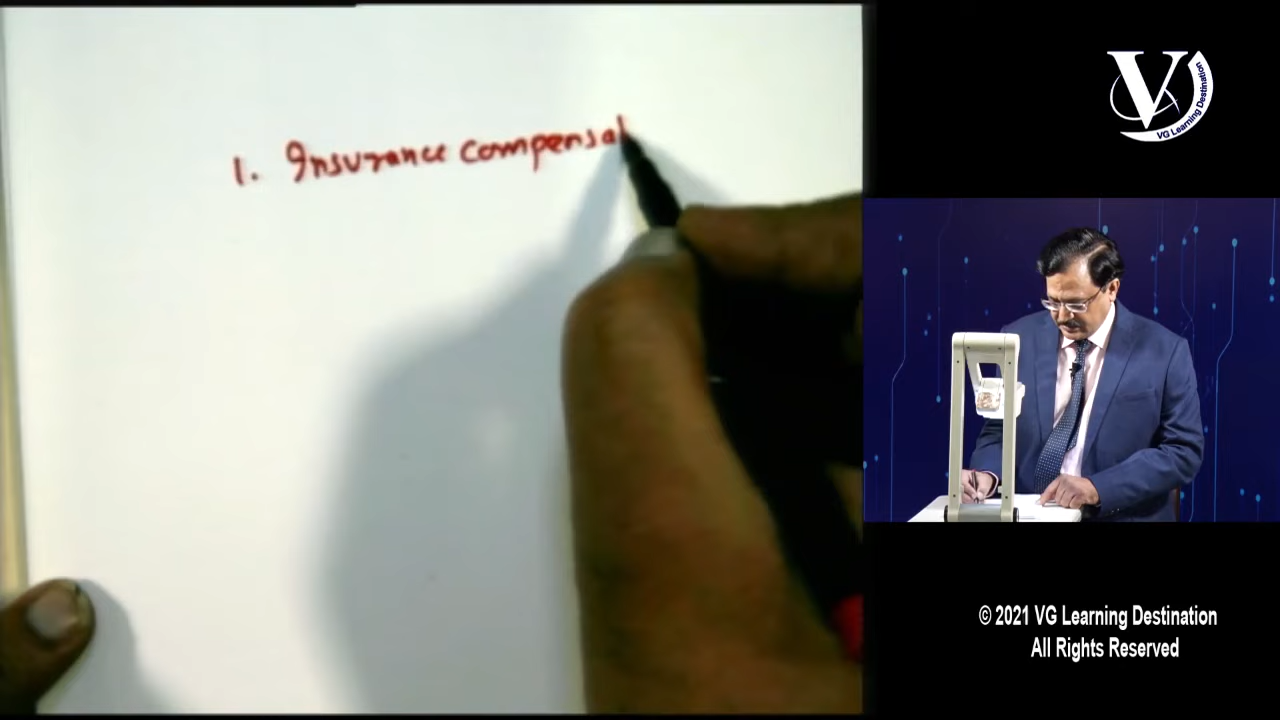 1. Insurance compensat
V
VG Learning Destination
© 2021 VG Learning Destination
All Rights Reserved